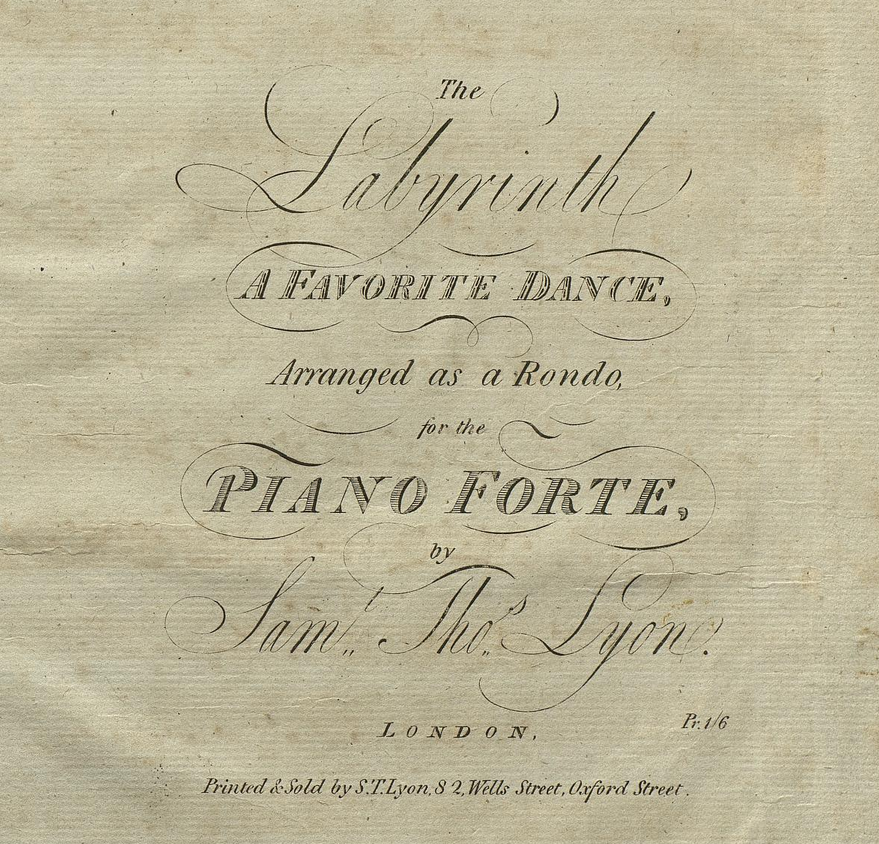 The
Labyrinth
A FAVORITE DANCE,
Arranged as a Rondo,
for the
PIANO FORTE,
by
Sam.t Tho.s Lyon.
LONDON,
Pr. 1/6
Printed & Sold by S.T. Lyon, 82, Wells Street, Oxford Street.